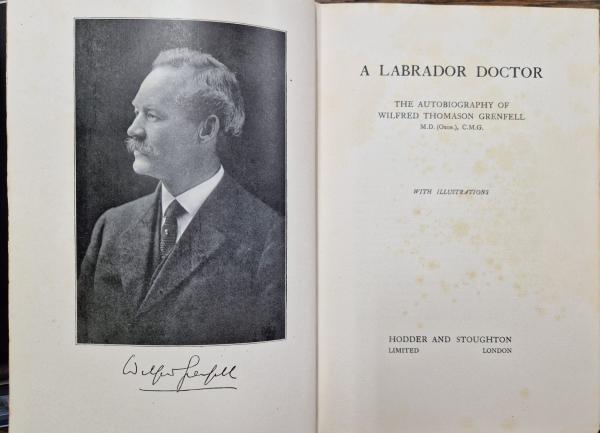 Wilfred Grenfell
A LABRADOR DOCTOR
THE AUTOBIOGRAPHY OF
WILFRED THOMASON GRENFELL
M.D. (Oxon.), C.M.G.
WITH ILLUSTRATIONS
HODDER AND STOUGHTON
LIMITED LONDON